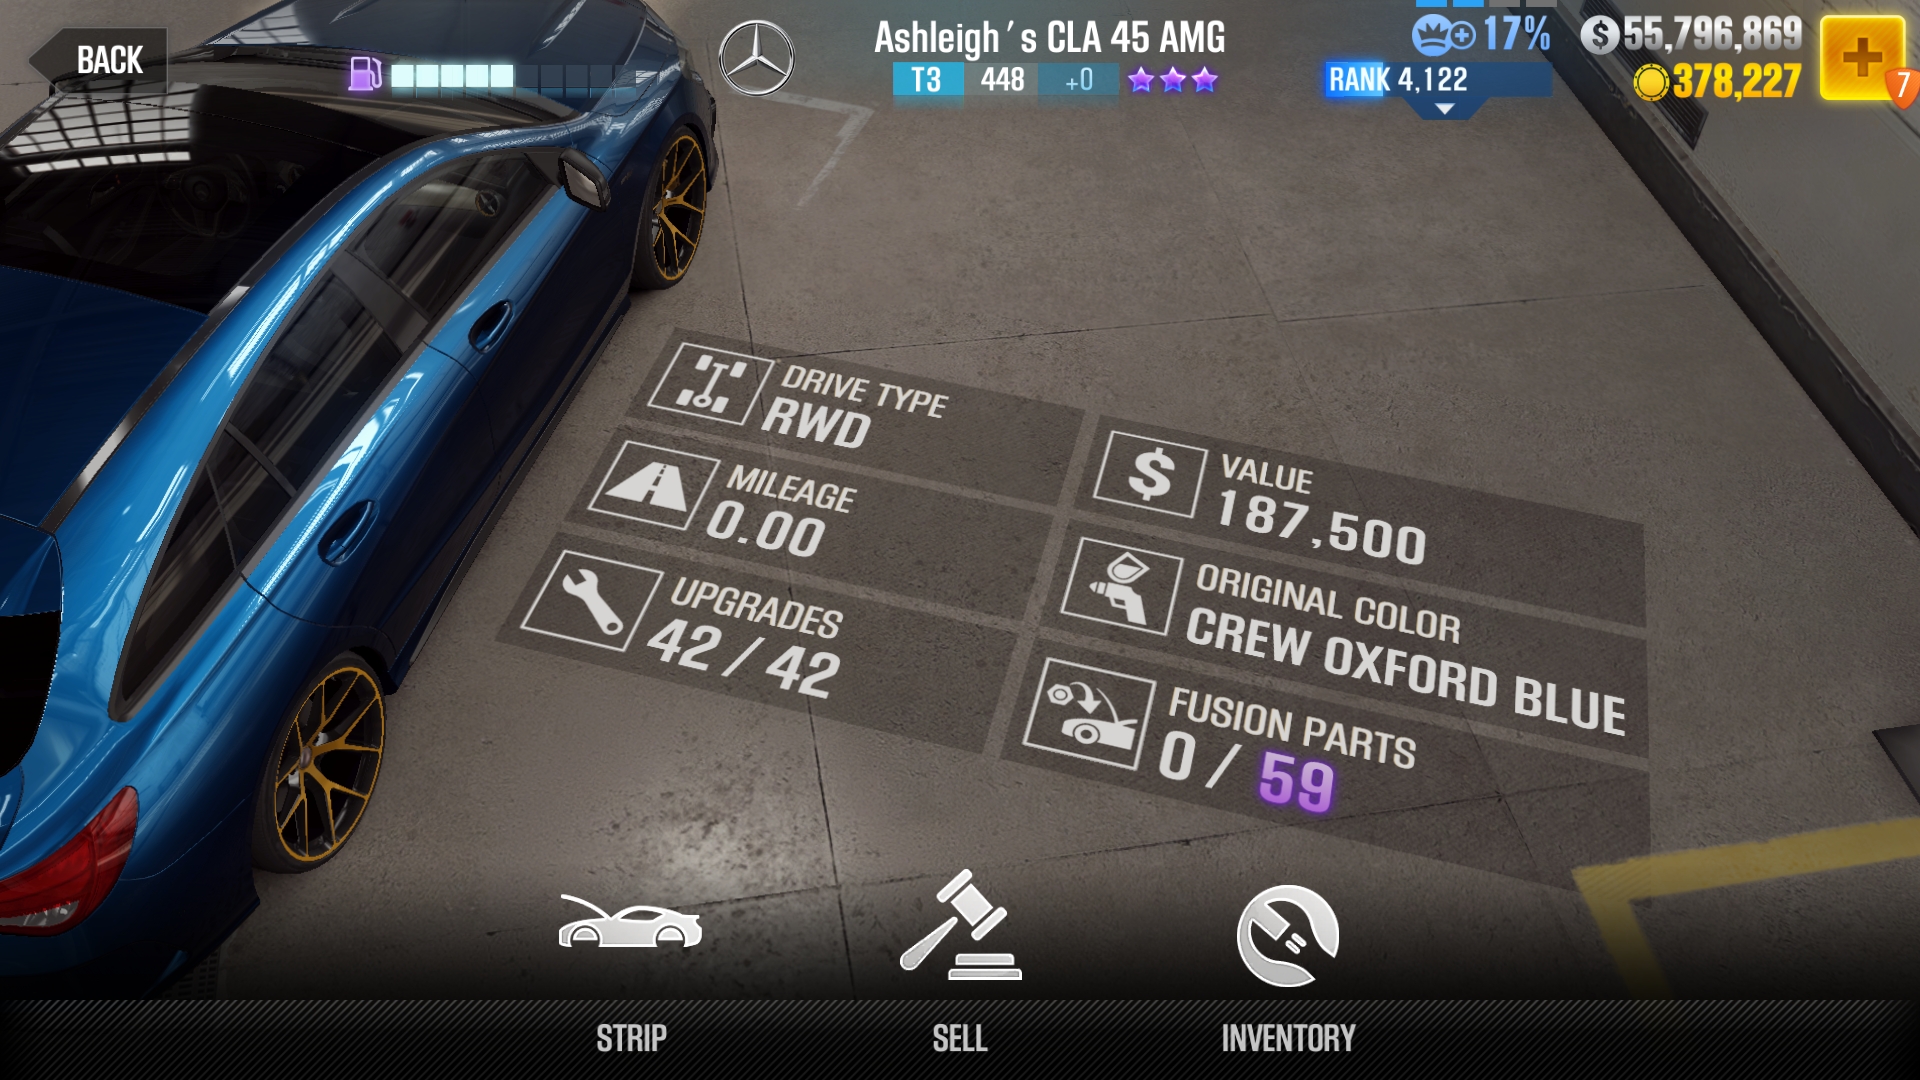 BACK
Ashleigh's CLA 45 AMG
T3 448 +0
17%
RANK 4,122
55,796,869
378,227
7
DRIVE TYPE
RWD
MILEAGE
0.00
UPGRADES
42 / 42
$
VALUE
187,500
ORIGINAL COLOR
CREW OXFORD BLUE
FUSION PARTS
0 / 59
STRIP
SELL
INVENTORY